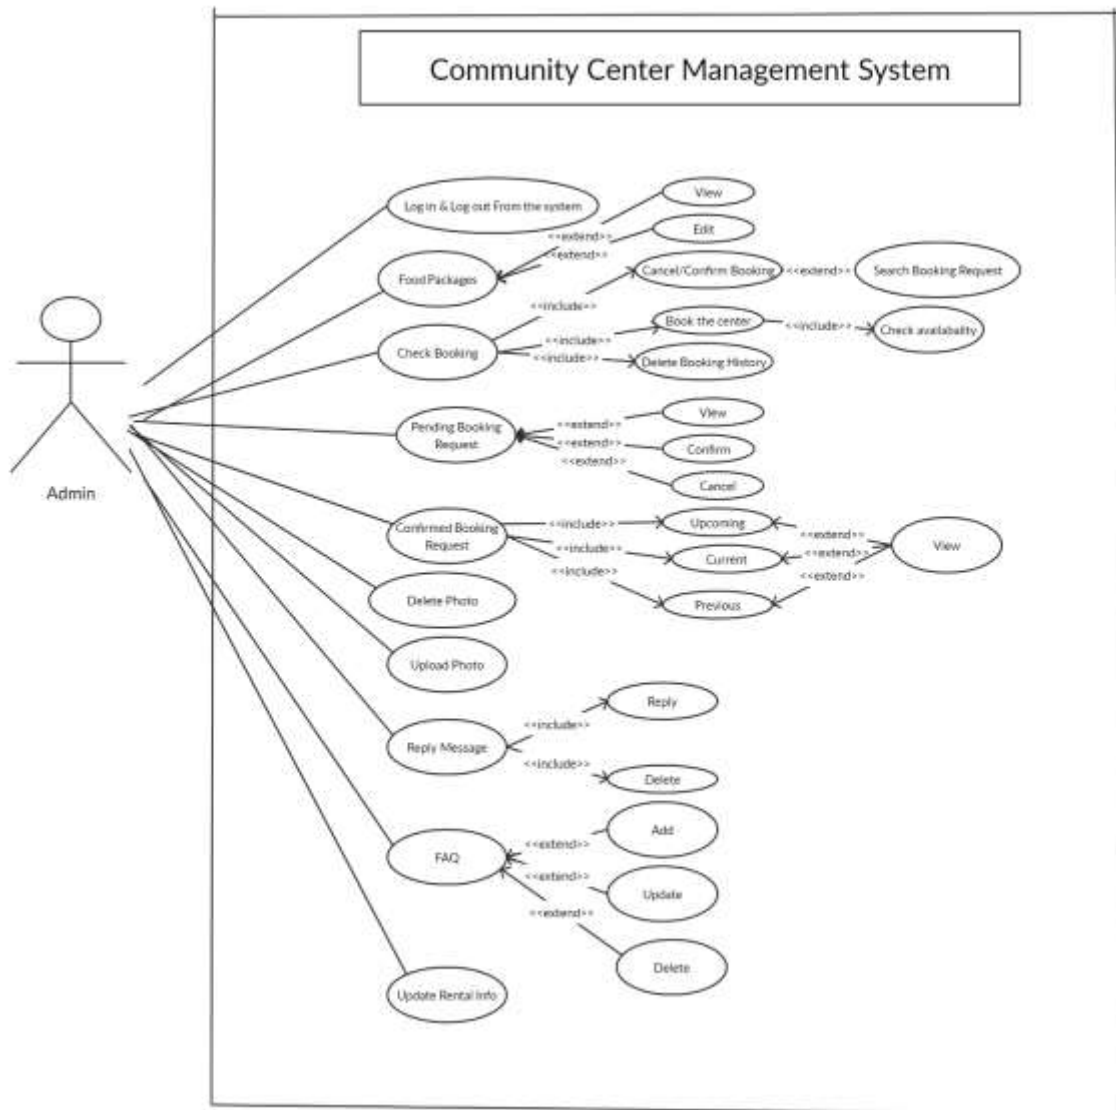 Community Center Management System
Log in & Log out From the system
View
<<extend>>
Edit
<<extend>>
Food Packages
Cancel/Confirm Booking
<<extend>>
Search Booking Request
<<include>>
Check Booking
<<include>>
Book the center
<<include>>
Check availabality
<<include>>
Delete Booking History
Pending Booking
Request
View
<<extend>>
<<extend>>
Confirm
<<extend>>
Cancel
Admin
Confirmed Booking
Request
<<include>>
Upcoming
<<extend>>
<<include>>
Current
<<extend>>
View
<<include>>
Previous
<<extend>>
Delete Photo
Upload Photo
Reply Message
<<include>>
Reply
<<include>>
Delete
FAQ
<<extend>>
Add
<<extend>>
Update
<<extend>>
Delete
Update Rental Info